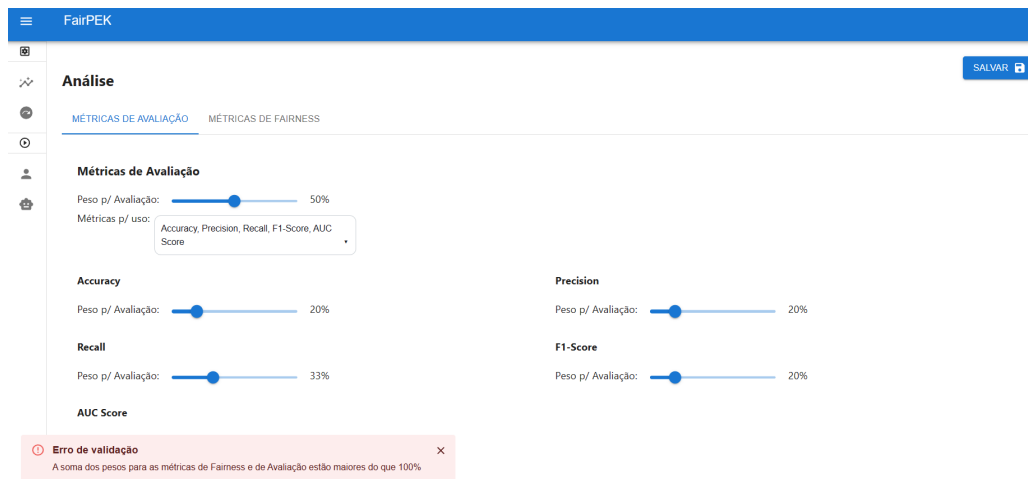 FairPEK
SALVAR
Análise
MÉTRICAS DE AVALIAÇÃO MÉTRICAS DE FAIRNESS
Métricas de Avaliação
Peso p/ Avaliação: 50%
Métricas p/ uso:
Accuracy, Precision, Recall, F1-Score, AUC
Score
Accuracy
Peso p/ Avaliação: 20%
Precision
Peso p/ Avaliação: 20%
Recall
Peso p/ Avaliação: 33%
F1-Score
Peso p/ Avaliação: 20%
AUC Score
Erro de validação
A soma dos pesos para as métricas de Fairness e de Avaliação estão maiores do que 100%